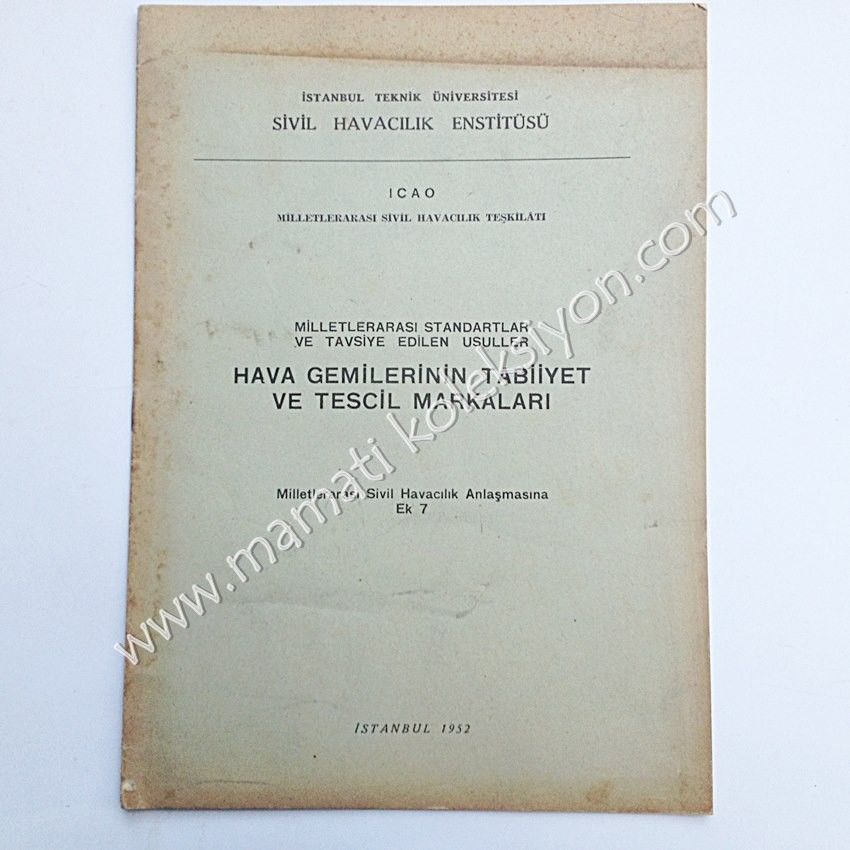 İSTANBUL TEKNİK ÜNİVERSİTESİ
SİVİL HAVACILIK ENSTİTÜSÜ
ICAO
MİLLETLERARASI SİVİL HAVACILIK TEŞKİLÂTI
MİLLETLERARASI STANDARTLAR
VE TAVSİYE EDİLEN USULLER
HAVA GEMİLERİNİN TABİİYET
VE TESCİL MARKALARI
Milletlerarası Sivil Havacılık Anlaşmasına
Ek 7
İSTANBUL 1952
www.mamati koleksiyon.com